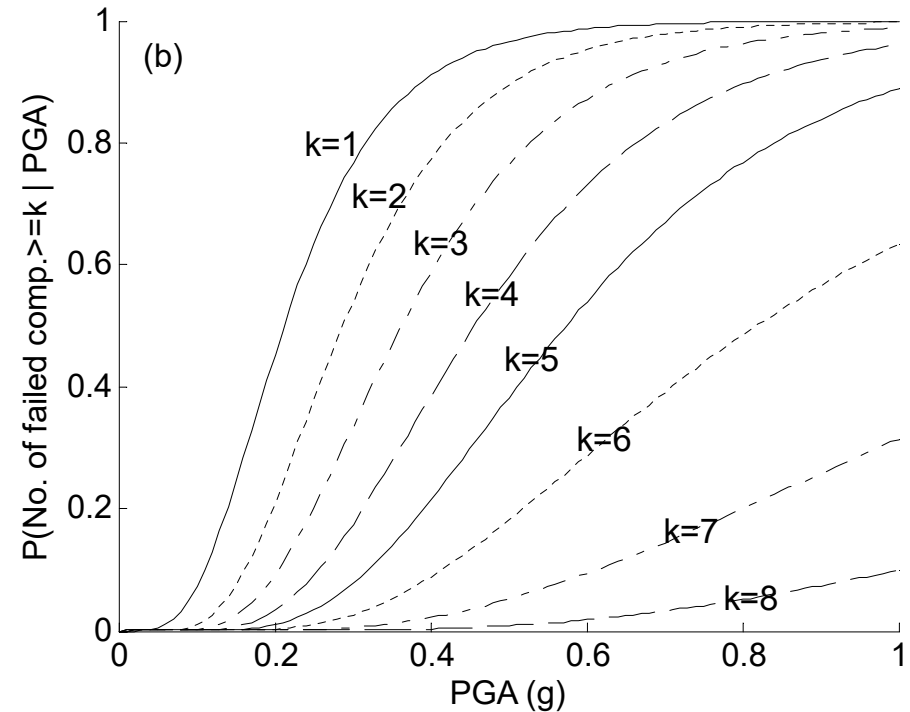 (b)
P(No. of failed comp.>=k | PGA)
1
0.8
0.6
0.4
0.2
0
k=1
k=2
k=3
k=4
k=5
k=6
k=7
k=8
0 0.2 0.4 0.6 0.8 1
PGA (g)